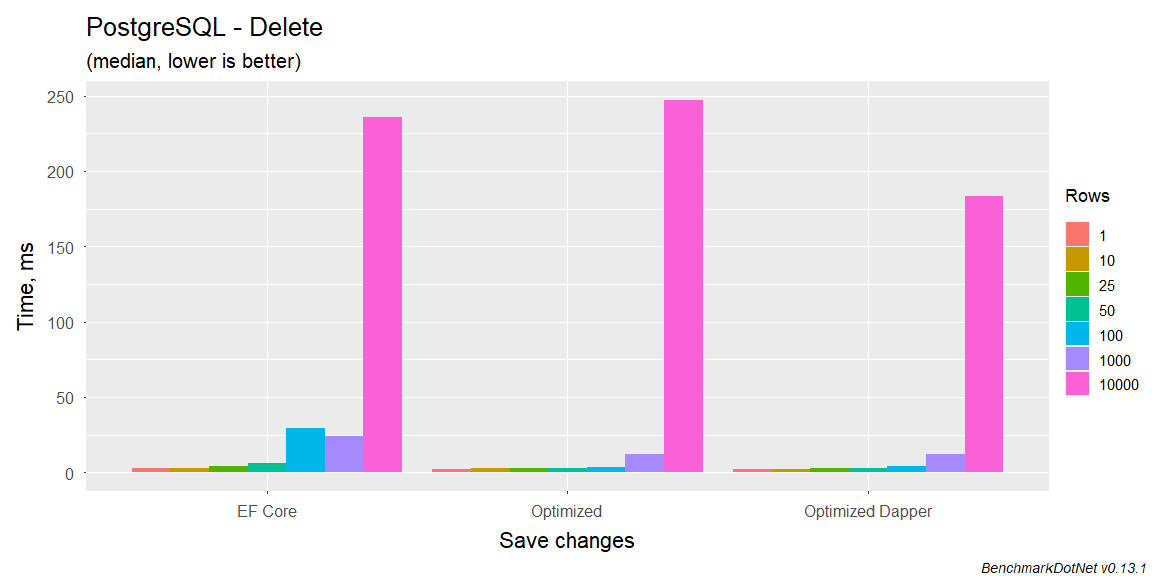 PostgreSQL - Delete
(median, lower is better)
Time, ms
250
200
150
100
50
0
EF Core
Optimized
Optimized Dapper
Save changes
Rows
1
10
25
50
100
1000
10000
BenchmarkDotNet v0.13.1